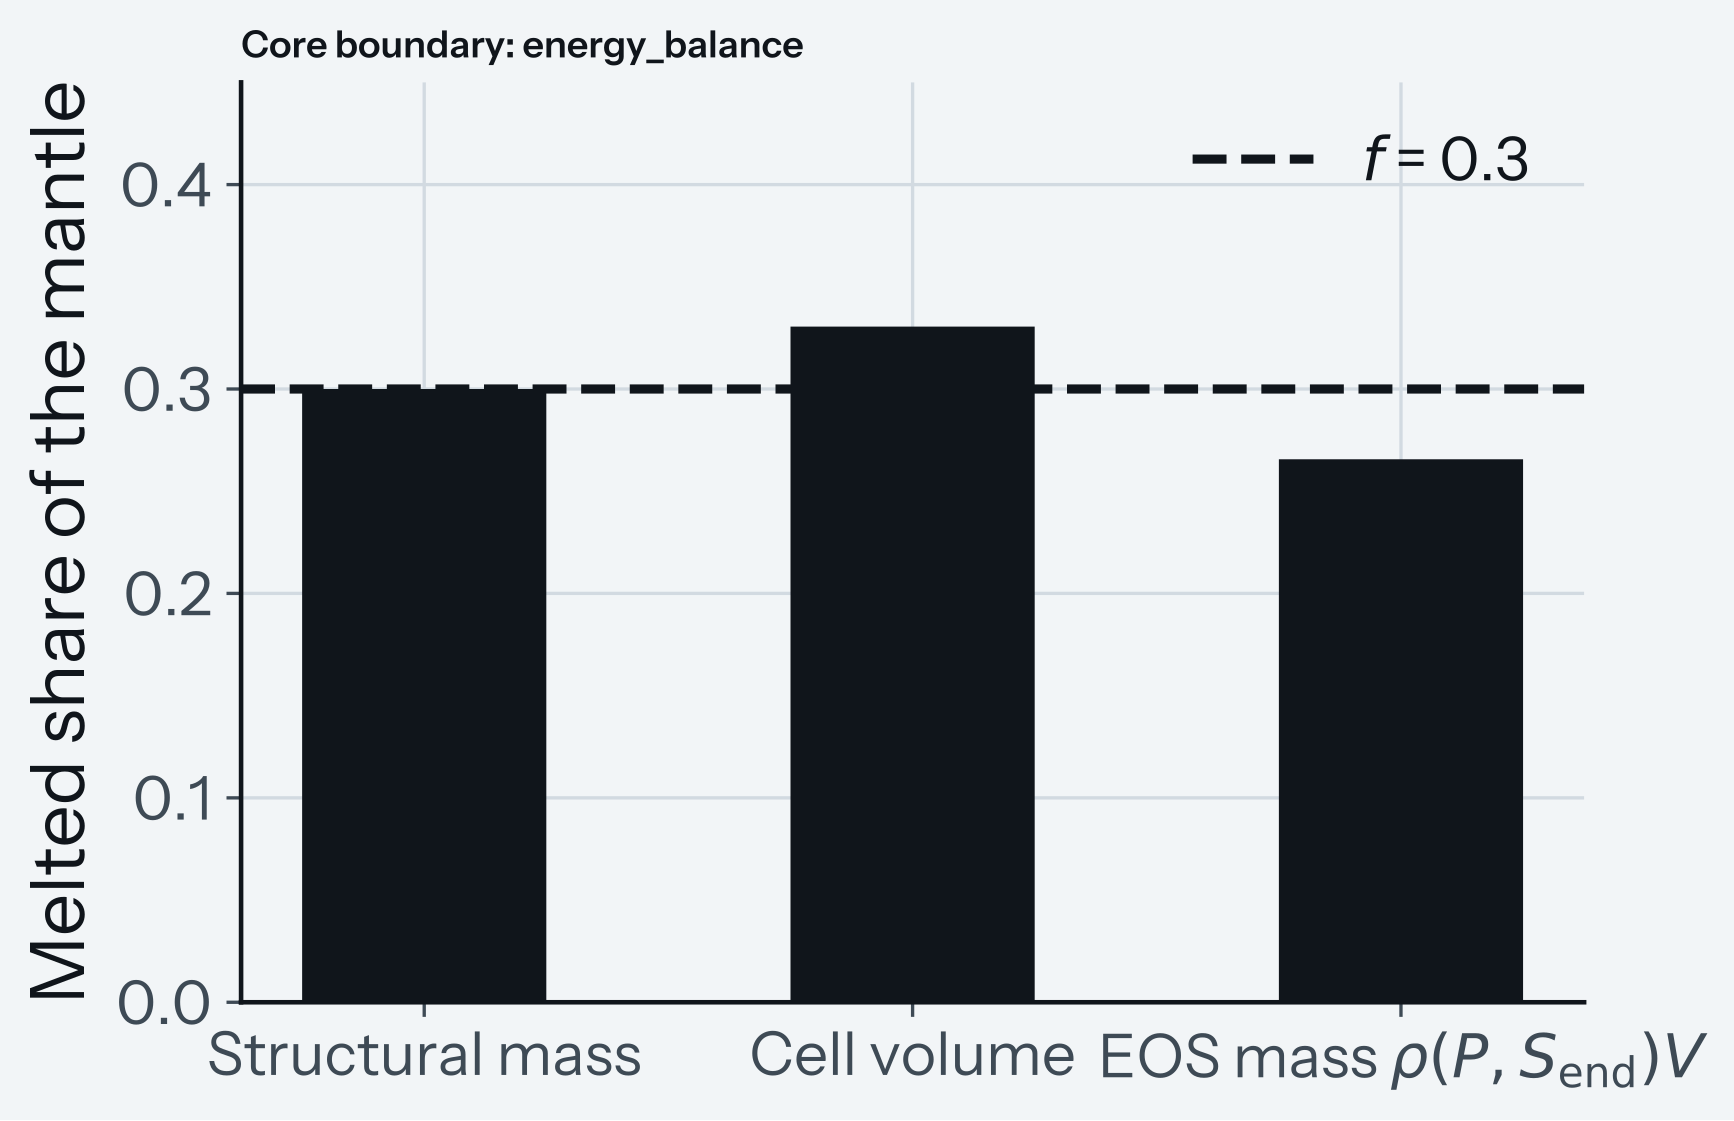 Core boundary: energy_balance
Melted share of the mantle
f = 0.3
0.4
0.3
0.2
0.1
0.0
Structural mass
Cell volume
EOS mass ρ(P, S_end)V